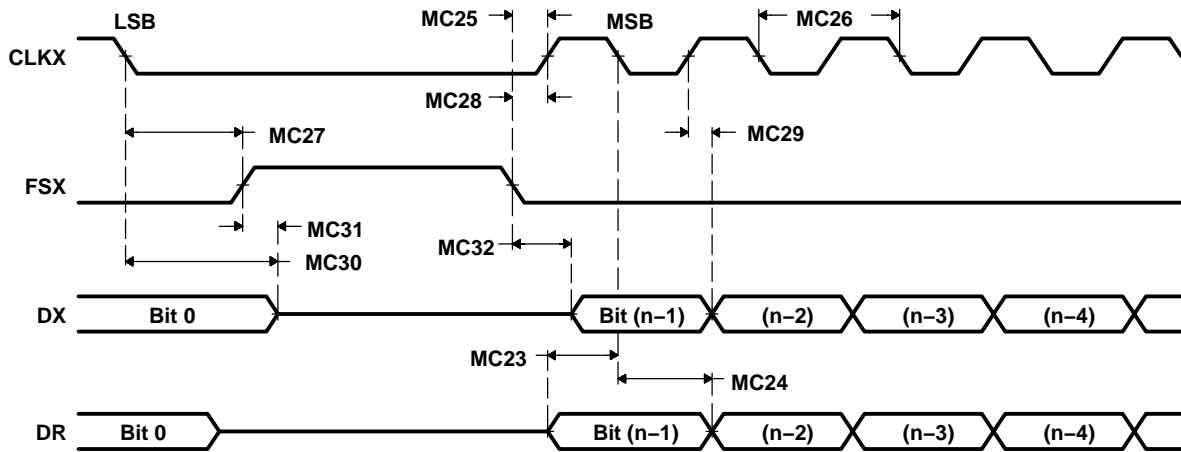 LSB MC25 MSB MC26
CLKX
MC28
MC27 MC29
FSX
MC31
MC32
MC30
DX Bit 0 Bit (n−1) (n−2) (n−3) (n−4)
MC23
MC24
DR Bit 0 Bit (n−1) (n−2) (n−3) (n−4)